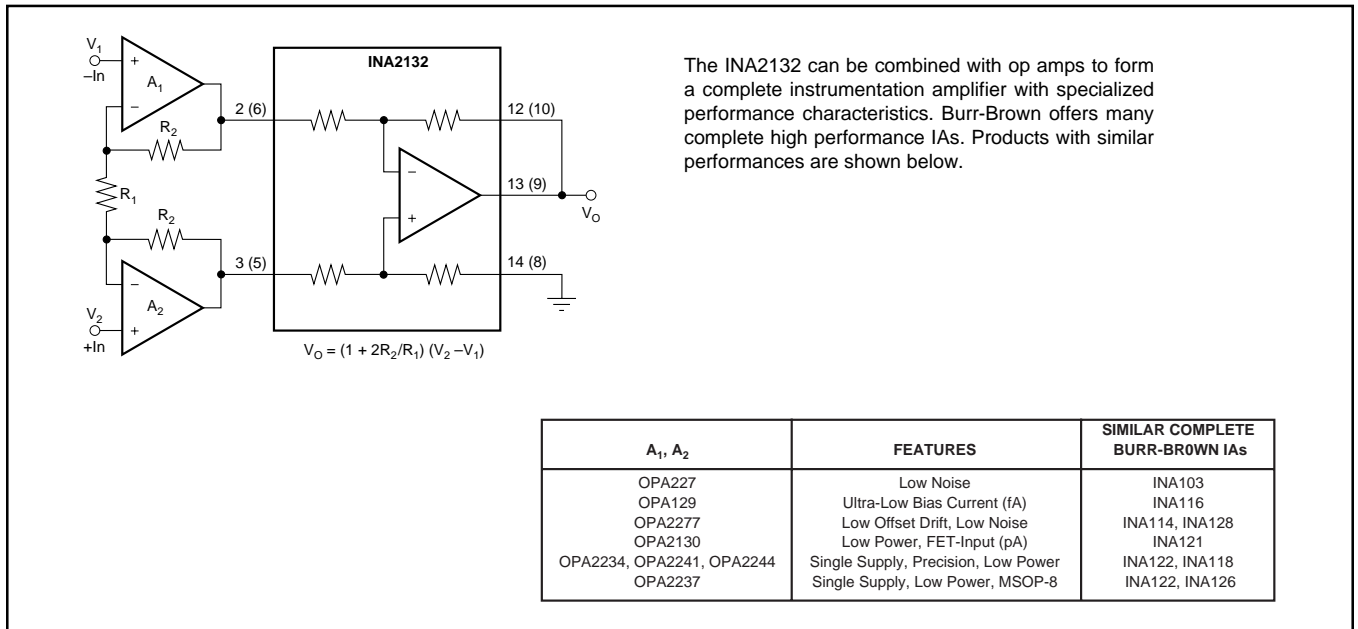 V1
–In
A1
R2
R1
R2
A2
V2
+In
INA2132
2 (6)
12 (10)
13 (9)
VO
3 (5)
14 (8)
+
–
–
+
–
+
VO = (1 + 2R2/R1) (V2 –V1)
The INA2132 can be combined with op amps to form
a complete instrumentation amplifier with specialized
performance characteristics. Burr-Brown offers many
complete high performance IAs. Products with similar
performances are shown below.
A1, A2 FEATURES SIMILAR COMPLETE
BURR-BR0WN IAs
OPA227 Low Noise INA103
OPA129 Ultra-Low Bias Current (fA) INA116
OPA2277 Low Offset Drift, Low Noise INA114, INA128
OPA2130 Low Power, FET-Input (pA) INA121
OPA2234, OPA2241, OPA2244 Single Supply, Precision, Low Power INA122, INA118
OPA2237 Single Supply, Low Power, MSOP-8 INA122, INA126